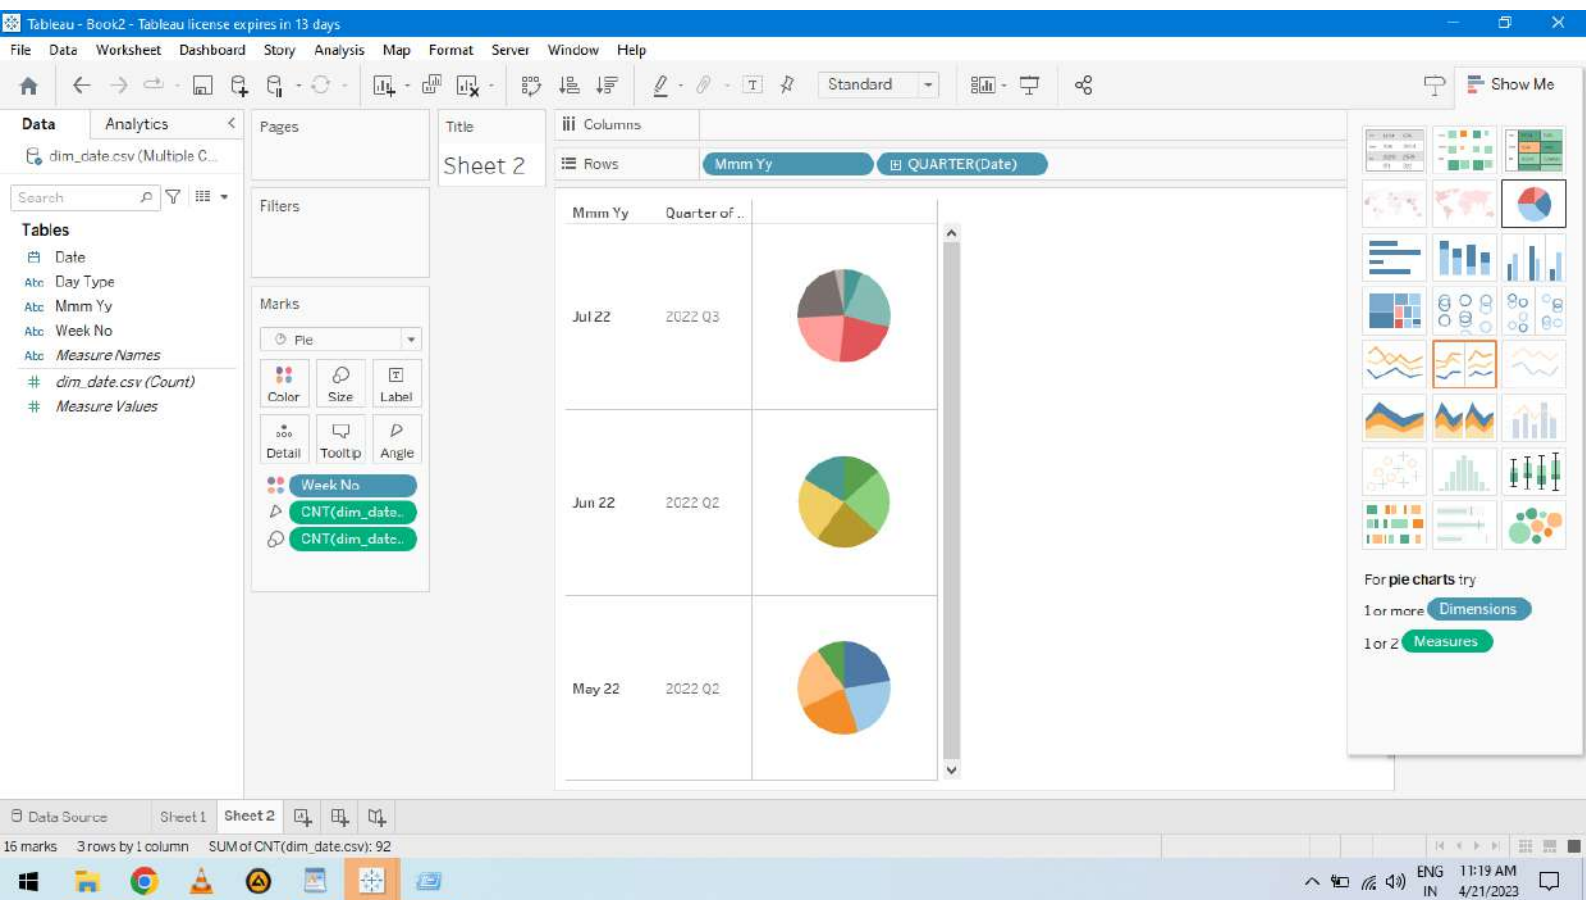 Tableau - Book2 - Tableau license expires in 13 days
File Data Worksheet Dashboard Story Analysis Map Format Server Window Help
Standard
Show Me
Data Analytics
Pages
Title
Columns
dim_date.csv (Multiple C...
Sheet 2
Rows
Mmm Yy
QUARTER(Date)
Search
Filters
Tables
Date
Abc Day Type
Abc Mmm Yy
Abc Week No
Abc Measure Names
# dim_date.csv (Count)
# Measure Values
Marks
Pie
Color Size Label
Detail Tooltip Angle
Week No
CNT(dim_date..
CNT(dim_date..
Mmm Yy Quarter of ..
Jul 22 2022 Q3
Jun 22 2022 Q2
May 22 2022 Q2
For pie charts try
1 or more Dimensions
1 or 2 Measures
Data Source Sheet 1 Sheet 2
16 marks 3 rows by 1 column SUM of CNT(dim_date.csv): 92
ENG 11:19 AM
IN 4/21/2023